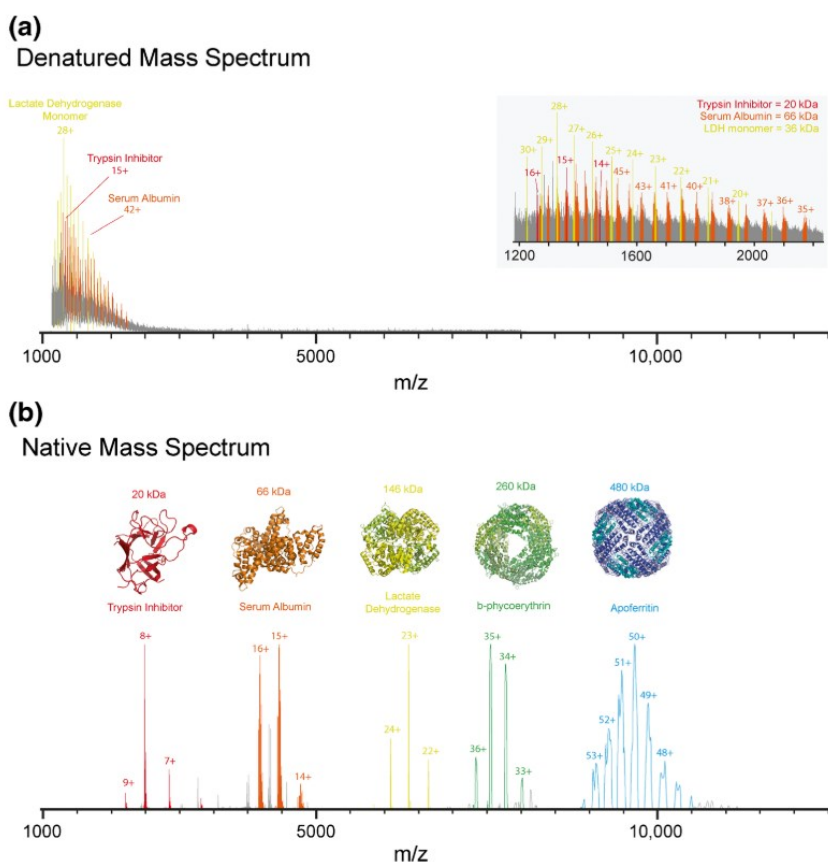 (a)
Denatured Mass Spectrum
Lactate Dehydrogenase
Monomer
28+
Trypsin Inhibitor
15+
Serum Albumin
42+
Trypsin Inhibitor = 20 kDa
Serum Albumin = 66 kDa
LDH monomer = 36 kDa
28+
30+ 29+ 27+ 26+ 25+ 24+ 23+ 22+ 21+ 20+
16+ 15+ 14+ 45+ 43+ 41+ 40+ 38+ 37+ 36+ 35+
1200 1600 2000
1000 5000 10,000
m/z
(b)
Native Mass Spectrum
20 kDa 66 kDa 146 kDa 260 kDa 480 kDa
Trypsin Inhibitor Serum Albumin Lactate
Dehydrogenase b-phycoerythrin Apoferritin
8+ 16+ 15+ 23+ 35+ 34+ 51+ 50+ 49+
9+ 7+ 14+ 24+ 22+ 36+ 33+ 53+ 52+ 48+
1000 5000 10,000
m/z